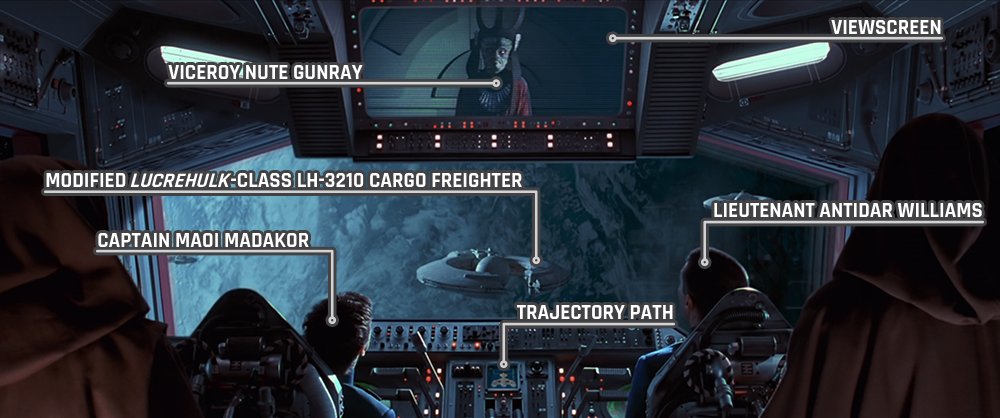 VIEWSCREEN
VICEROY NUTE GUNRAY
MODIFIED LUCREHULK-CLASS LH-3210 CARGO FREIGHTER
LIEUTENANT ANTIDAR WILLIAMS
CAPTAIN MAOI MADAKOR
TRAJECTORY PATH